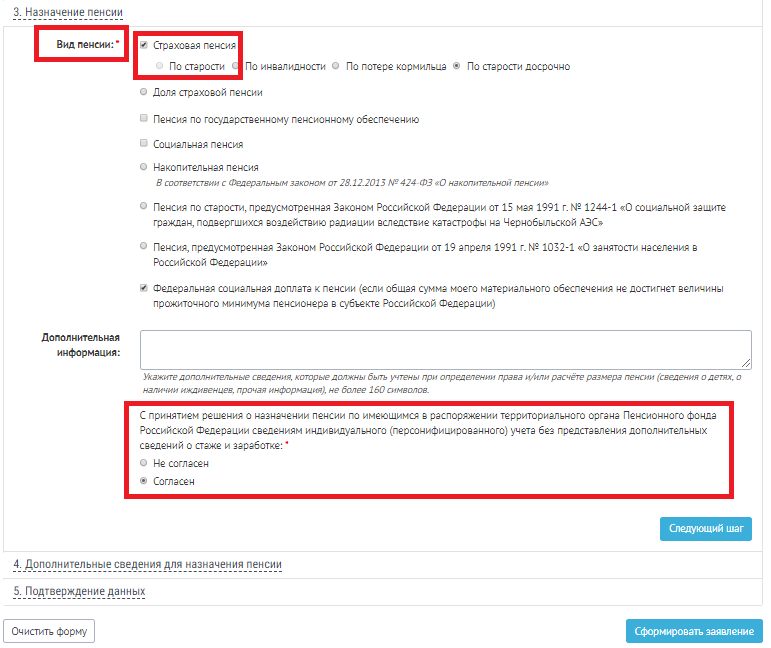 3. Назначение пенсии
Вид пенсии: *
Страховая пенсия
По старости По инвалидности По потере кормильца По старости досрочно
Доля страховой пенсии
Пенсия по государственному пенсионному обеспечению
Социальная пенсия
Накопительная пенсия
В соответствии с Федеральным законом от 28.12.2013 № 424-ФЗ «О накопительной пенсии»
Пенсия по старости, предусмотренная Законом Российской Федерации от 15 мая 1991 г. № 1244-1 «О социальной защите
граждан, подвергшихся воздействию радиации вследствие катастрофы на Чернобыльской АЭС»
Пенсия, предусмотренная Законом Российской Федерации от 19 апреля 1991 г. № 1032-1 «О занятости населения в
Российской Федерации»
Федеральная социальная доплата к пенсии (если общая сумма моего материального обеспечения не достигнет величины
прожиточного минимума пенсионера в субъекте Российской Федерации)
Дополнительная
информация:
Укажите дополнительные сведения, которые должны быть учтены при определении права и/или расчёте размера пенсии (сведения о детях, о
наличии иждивенцев, прочая информация), не более 160 символов.
С принятием решения о назначении пенсии по имеющимся в распоряжении территориального органа Пенсионного фонда
Российской Федерации сведениям индивидуального (персонифицированного) учета без представления дополнительных
сведений о стаже и заработке: *
Не согласен
Согласен
Следующий шаг
4. Дополнительные сведения для назначения пенсии
5. Подтверждение данных
Очистить форму
Сформировать заявление